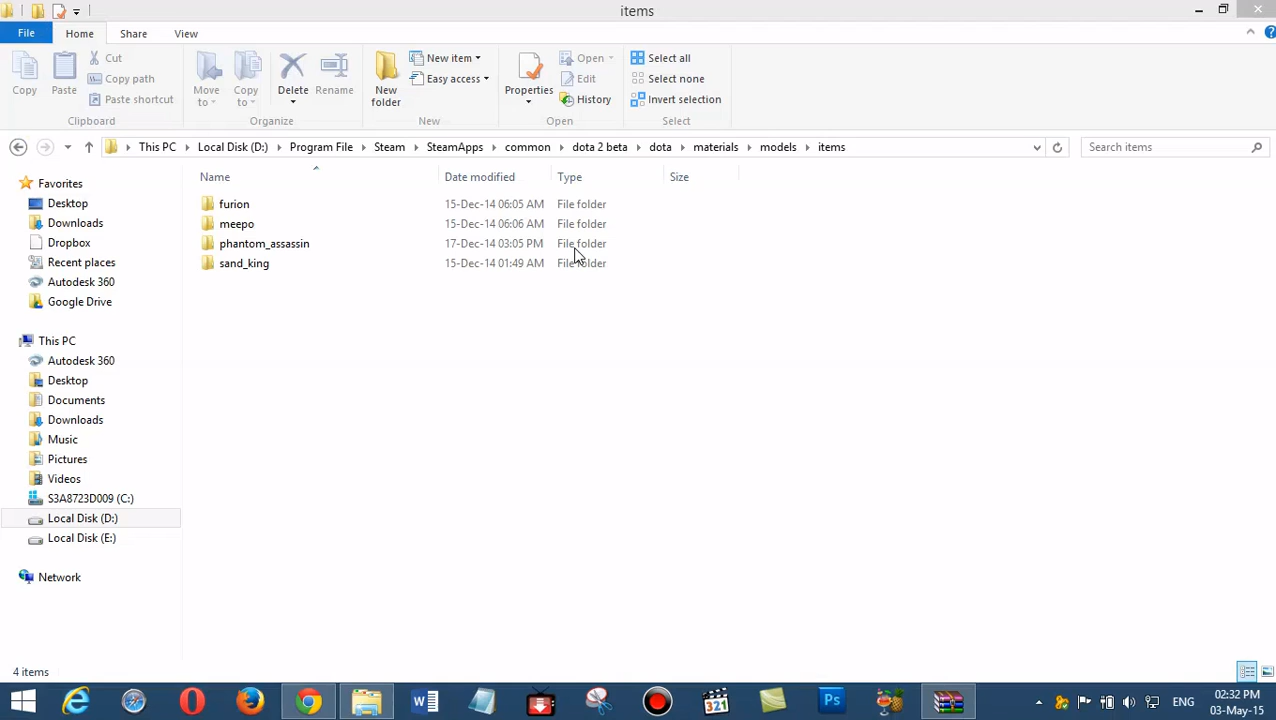 items
File Home Share View
Copy
Paste
Cut
Copy path
Paste shortcut
Clipboard
Move to
Copy to
Delete
Rename
Organize
New folder
New item
Easy access
New
Properties
Open
Edit
History
Open
Select all
Select none
Invert selection
Select
This PC Local Disk (D:) Program File Steam SteamApps common dota 2 beta dota materials models items
Search items
Name Date modified Type Size
furion 15-Dec-14 06:05 AM File folder
meepo 15-Dec-14 06:06 AM File folder
phantom_assassin 17-Dec-14 03:05 PM File folder
sand_king 15-Dec-14 01:49 AM File folder
Favorites
Desktop
Downloads
Dropbox
Recent places
Autodesk 360
Google Drive
This PC
Autodesk 360
Desktop
Documents
Downloads
Music
Pictures
Videos
S3A8723D009 (C:)
Local Disk (D:)
Local Disk (E:)
Network
4 items
321
Ps
ENG
02:32 PM
03-May-15